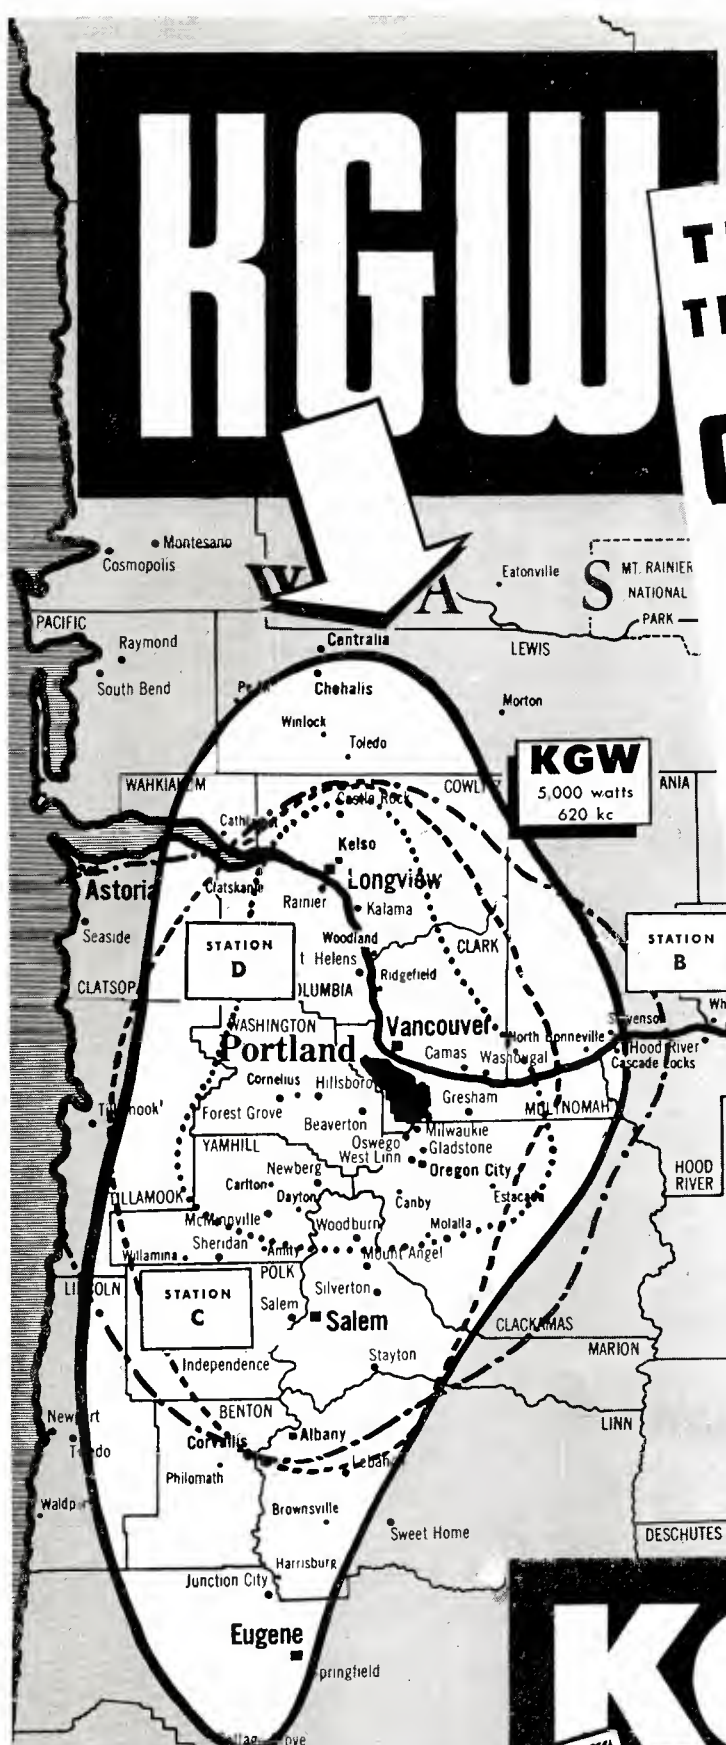 KGW
Montesano
Cosmopolis
Eatonville
MT. RAINIER
NATIONAL
PARK
W A S
PACIFIC
Centralia
LEWIS
Raymond
South Bend
Chehalis
Morton
Winlock
Toledo
KGW
5,000 watts
620 kc
COWLITZ
Castle Rock
Kelso
Longview
Astoria
Clatskanie
Rainier
Kalama
Seaside
STATION
D
Woodland
CLARK
STATION
B
CLATSOP
Ridgefield
WASHINGTON
Vancouver
North Bonneville
Portland
Camas
Washougal
Hood River
Cascade Locks
Cornelius
Hillsboro
Forest Grove
Gresham
MULTNOMAH
Beaverton
Milwaukie
Oswego
Gladstone
West Linn
Oregon City
YAMHILL
Newberg
HOOD
RIVER
TILLAMOOK
Carlton
Dayton
Canby
Estacada
McMinnville
Woodburn
Molalla
Willamina
Sheridan
Amity
Mount Angel
LINCOLN
POLK
STATION
C
Silverton
Salem
Salem
CLACKAMAS
MARION
Independence
Stayton
BENTON
LINN
Newport
Corvallis
Albany
Toledo
Philomath
Lebanon
Brownsville
Sweet Home
DESCHUTES
Harrisburg
Junction City
Eugene